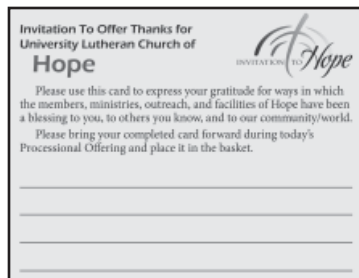 Invitation To Offer Thanks for
University Lutheran Church of
Hope
INVITATION TO Hope
Please use this card to express your gratitude for ways in which
the members, ministries, outreach, and facilities of Hope have been
a blessing to you, to others you know, and to our community/world.
Please bring your completed card forward during today's
Processional Offering and place it in the basket.